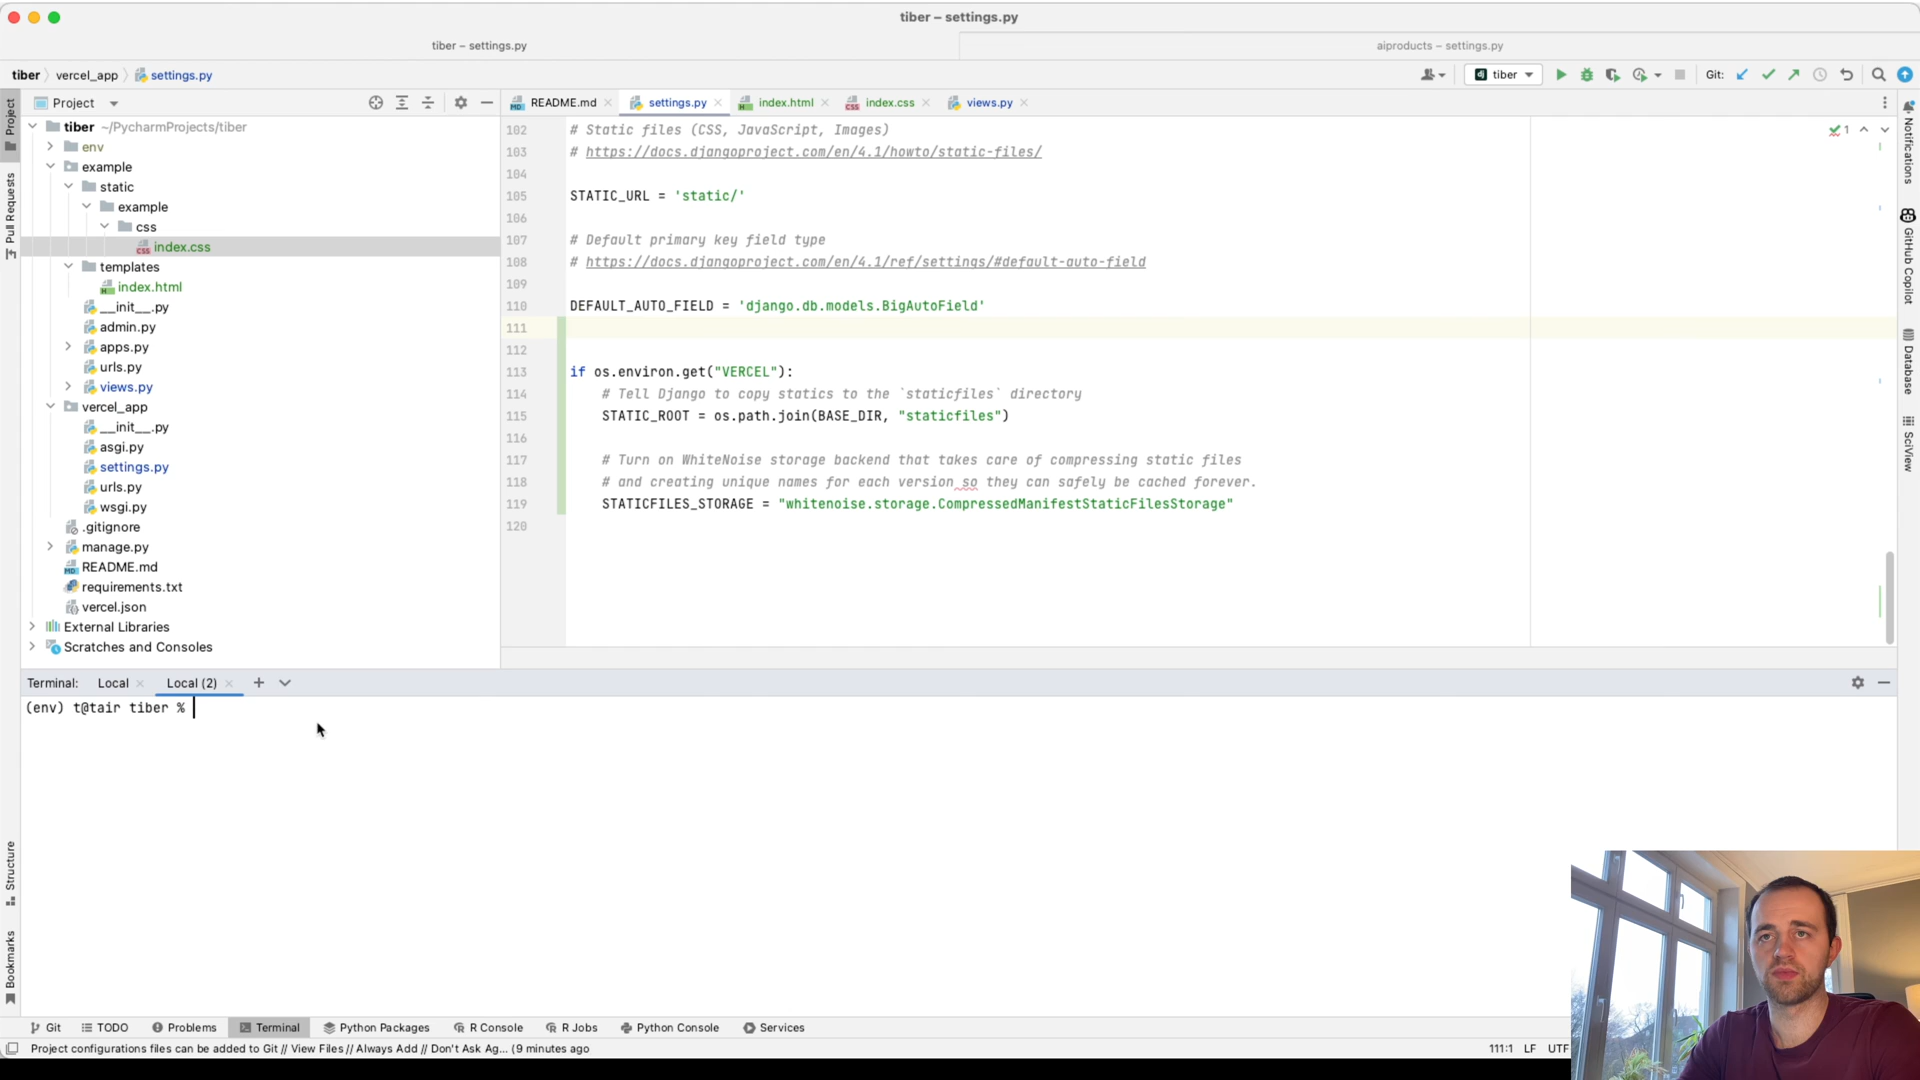 tiber – settings.py
tiber – settings.py
aiproducts – settings.py
tiber
vercel_app
settings.py
tiber
Git:
Project
README.md
settings.py
index.html
index.css
views.py
Project
Pull Requests
Structure
Bookmarks
tiber ~/PycharmProjects/tiber
env
example
static
example
css
index.css
templates
index.html
__init__.py
admin.py
apps.py
urls.py
views.py
vercel_app
__init__.py
asgi.py
settings.py
urls.py
wsgi.py
.gitignore
manage.py
README.md
requirements.txt
vercel.json
External Libraries
Scratches and Consoles
102 # Static files (CSS, JavaScript, Images)
103 # https://docs.djangoproject.com/en/4.1/howto/static-files/
104
105 STATIC_URL = 'static/'
106
107 # Default primary key field type
108 # https://docs.djangoproject.com/en/4.1/ref/settings/#default-auto-field
109
110 DEFAULT_AUTO_FIELD = 'django.db.models.BigAutoField'
111
112
113 if os.environ.get("VERCEL"):
114 # Tell Django to copy statics to the `staticfiles` directory
115 STATIC_ROOT = os.path.join(BASE_DIR, "staticfiles")
116
117 # Turn on WhiteNoise storage backend that takes care of compressing static files
118 # and creating unique names for each version so they can safely be cached forever.
119 STATICFILES_STORAGE = "whitenoise.storage.CompressedManifestStaticFilesStorage"
120
1
Notifications
GitHub Copilot
Database
SciView
Terminal:
Local
Local (2)
(env) t@tair tiber %
Git
TODO
Problems
Terminal
Python Packages
R Console
R Jobs
Python Console
Services
Project configurations files can be added to Git // View Files // Always Add // Don't Ask Ag... (9 minutes ago
111:1
LF
UTF